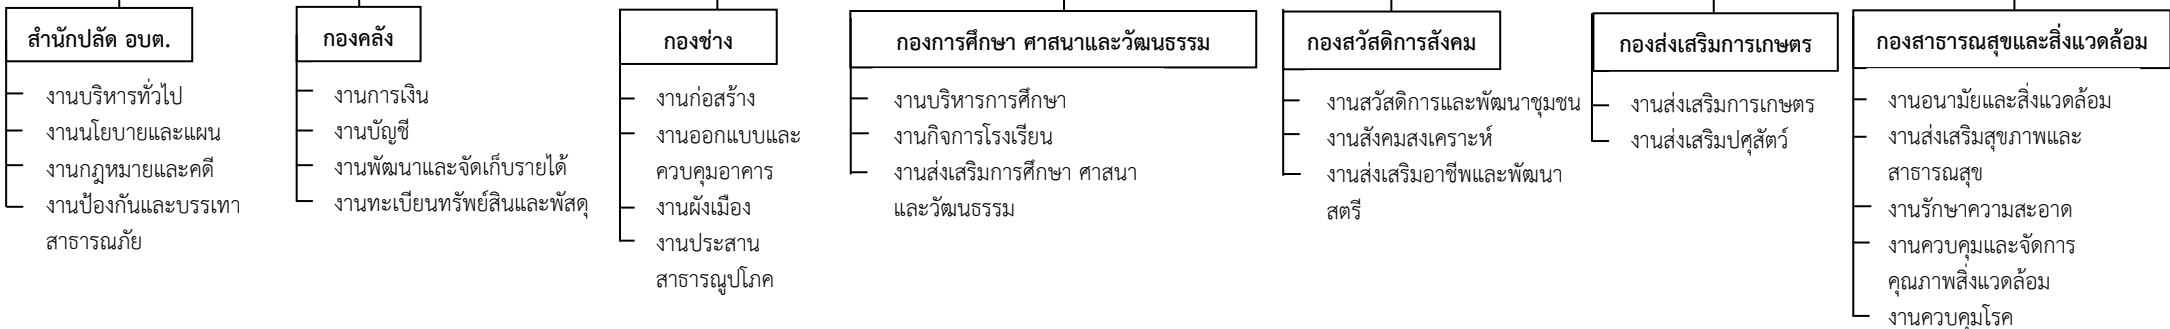 สำนักปลัด อบต.
งานบริหารทั่วไป
งานนโยบายและแผน
งานกฎหมายและคดี
งานป้องกันและบรรเทา
สาธารณภัย
กองคลัง
งานการเงิน
งานบัญชี
งานพัฒนาและจัดเก็บรายได้
งานทะเบียนทรัพย์สินและพัสดุ
กองช่าง
งานก่อสร้าง
งานออกแบบและ
ควบคุมอาคาร
งานผังเมือง
งานประสาน
สาธารณูปโภค
กองการศึกษา ศาสนาและวัฒนธรรม
งานบริหารการศึกษา
งานกิจการโรงเรียน
งานส่งเสริมการศึกษา ศาสนา
และวัฒนธรรม
กองสวัสดิการสังคม
งานสวัสดิการและพัฒนาชุมชน
งานสังคมสงเคราะห์
งานส่งเสริมอาชีพและพัฒนา
สตรี
กองส่งเสริมการเกษตร
งานส่งเสริมการเกษตร
งานส่งเสริมปศุสัตว์
กองสาธารณสุขและสิ่งแวดล้อม
งานอนามัยและสิ่งแวดล้อม
งานส่งเสริมสุขภาพและ
สาธารณสุข
งานรักษาความสะอาด
งานควบคุมและจัดการ
คุณภาพสิ่งแวดล้อม
งานควบคุมโรค